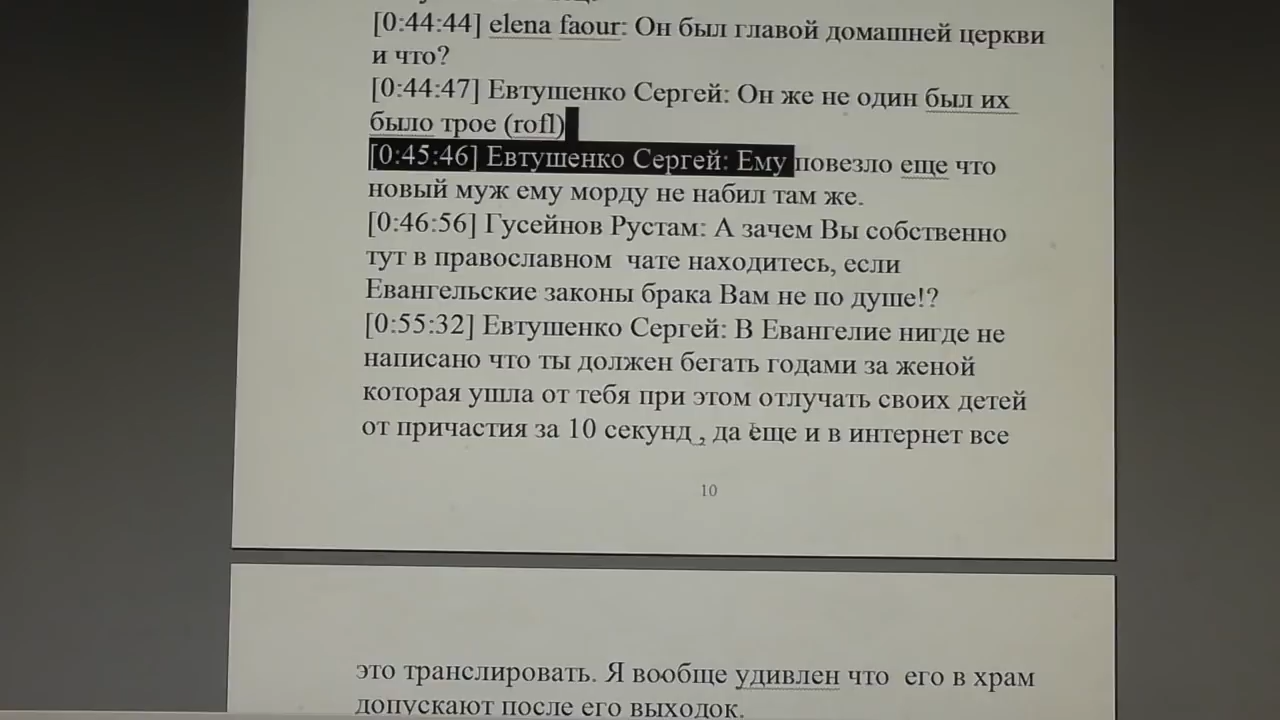 [0:44:44] elena faour: Он был главой домашней церкви
и что?
[0:44:47] Евтушенко Сергей: Он же не один был их
было трое (rofl)
[0:45:46] Евтушенко Сергей: Ему повезло еще что
новый муж ему морду не набил там же.
[0:46:56] Гусейнов Рустам: А зачем Вы собственно
тут в православном чате находитесь, если
Евангельские законы брака Вам не по душе!?
[0:55:32] Евтушенко Сергей: В Евангелие нигде не
написано что ты должен бегать годами за женой
которая ушла от тебя при этом отлучать своих детей
от причастия за 10 секунд , да еще и в интернет все
10
это транслировать. Я вообще удивлен что его в храм
допускают после его выходок.